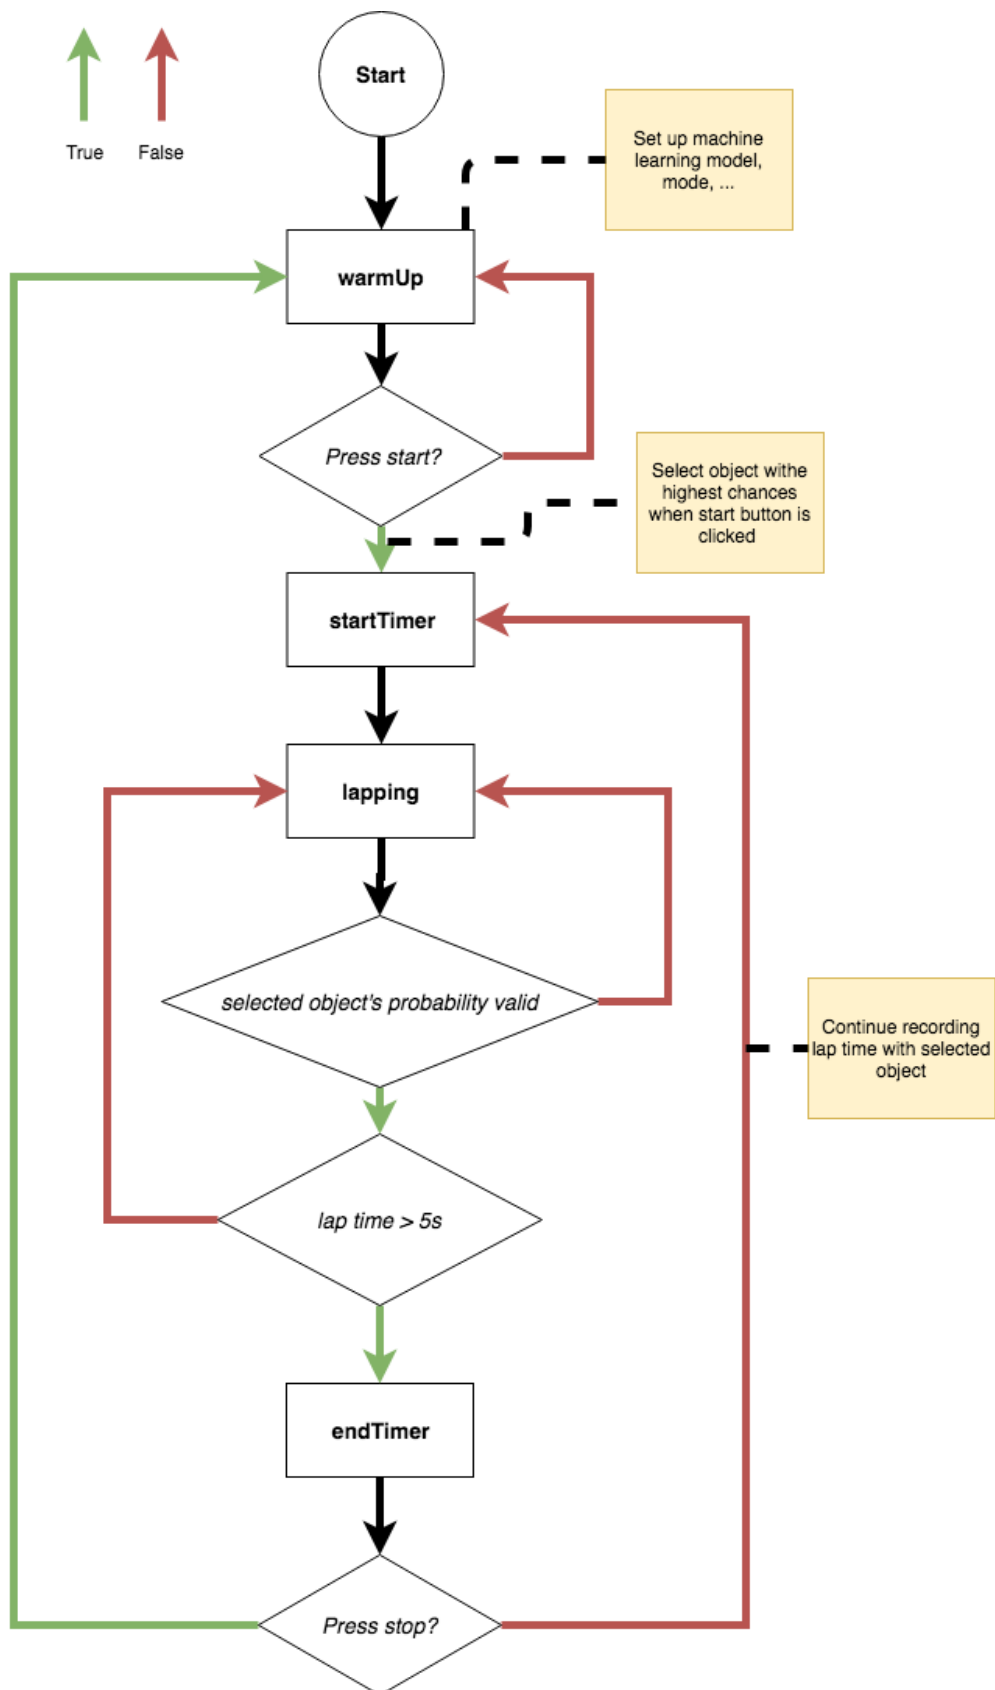 Start
True
False
Set up machine
learning model,
mode, ...
warmUp
Press start?
Select object withe
highest chances
when start button is
clicked
startTimer
lapping
selected object's probability valid
Continue recording
lap time with selected
object
lap time > 5s
endTimer
Press stop?